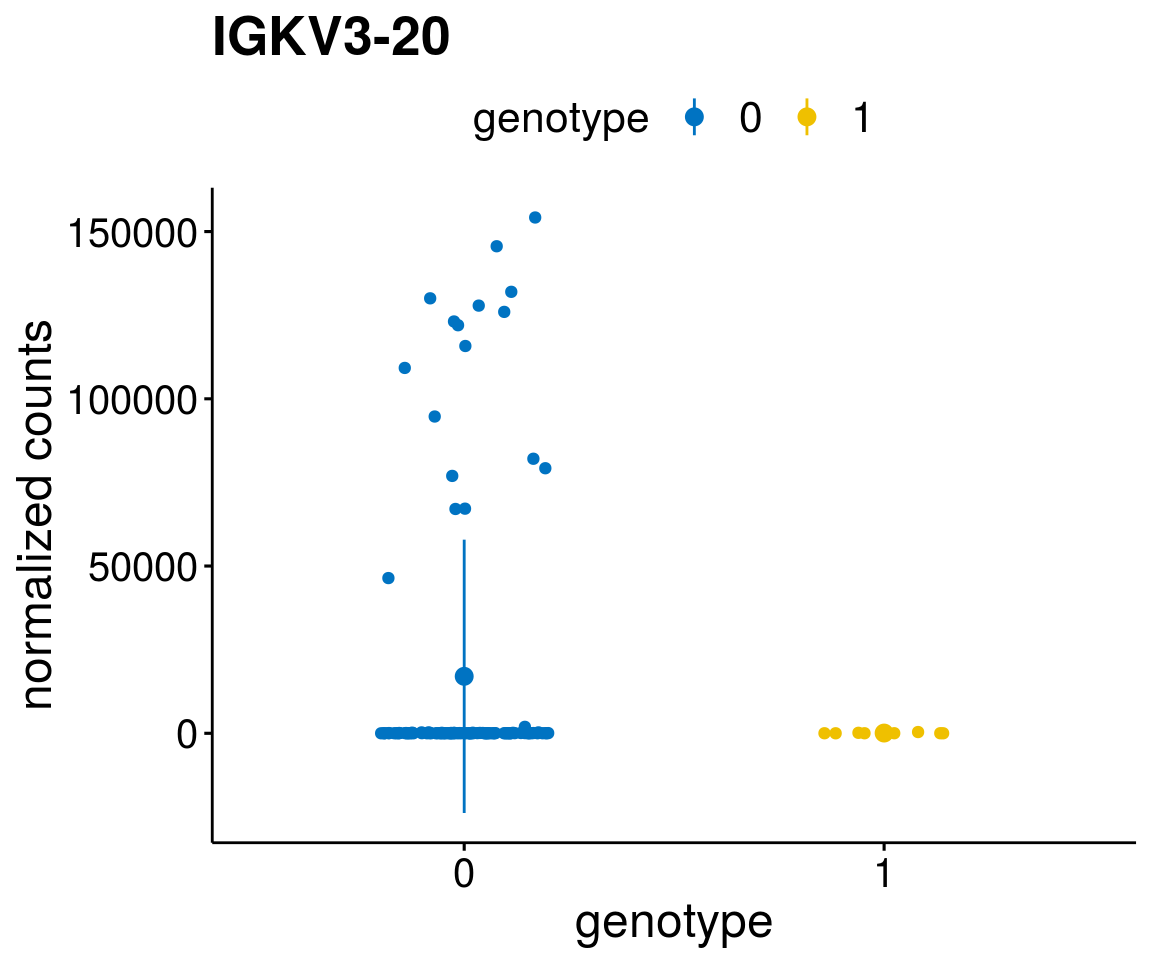 IGKV3-20
genotype 0 1
normalized counts
150000
100000
50000
0
0 1
genotype